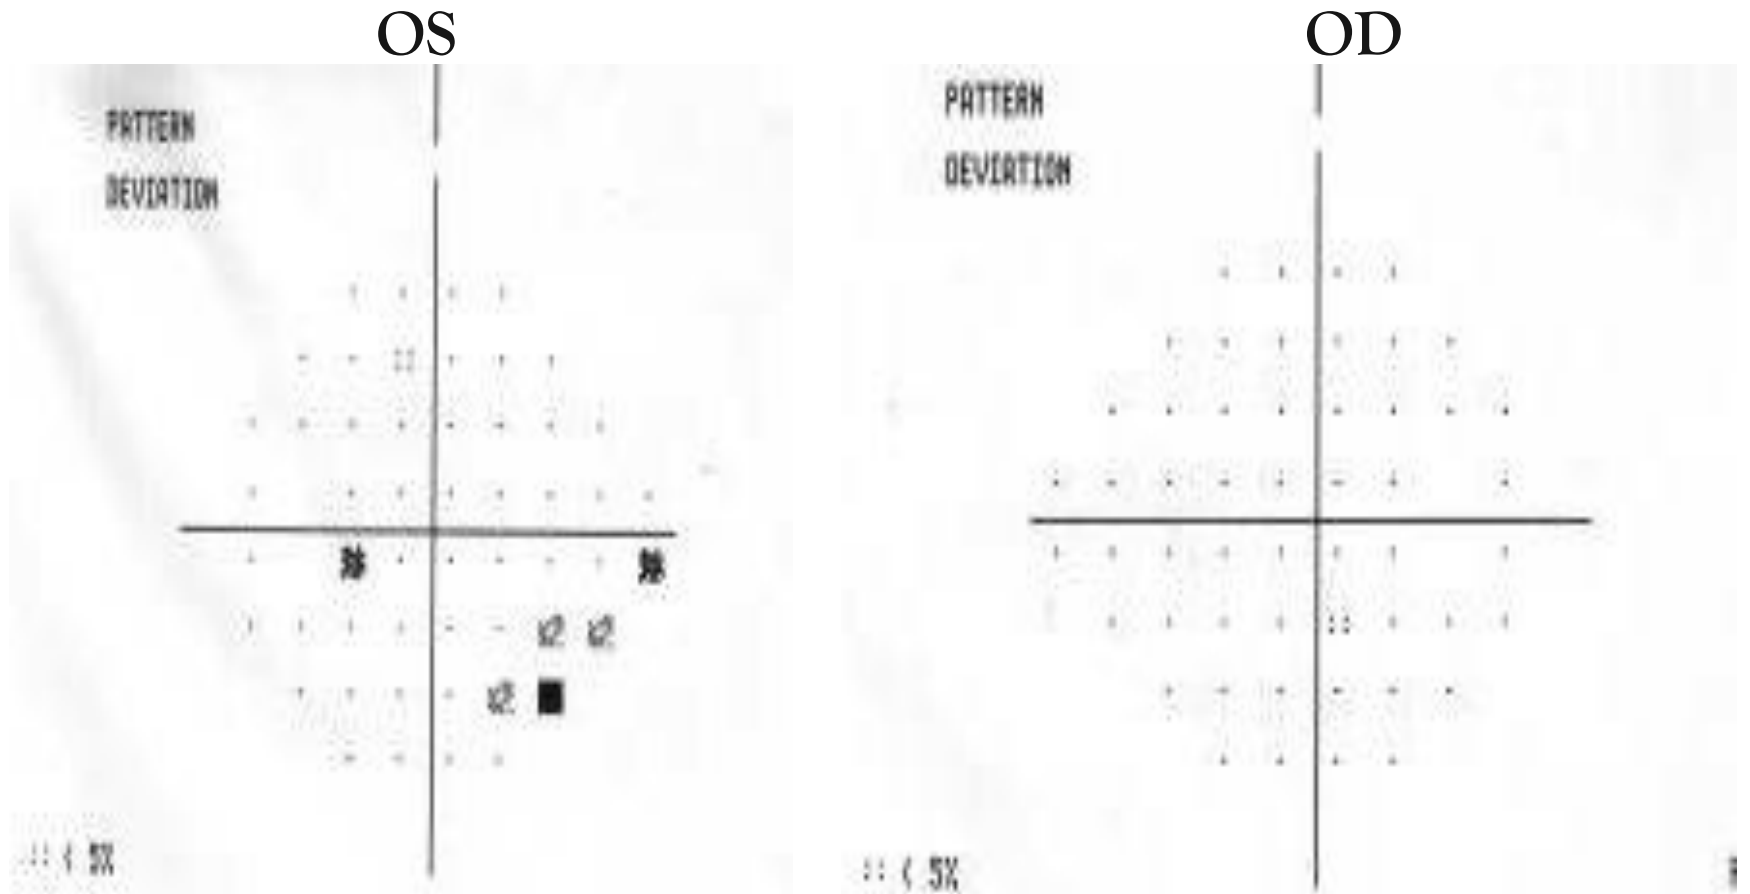 OS
OD
PATTERN
DEVIATION
PATTERN
DEVIATION
:: < 5%
:: < 5%